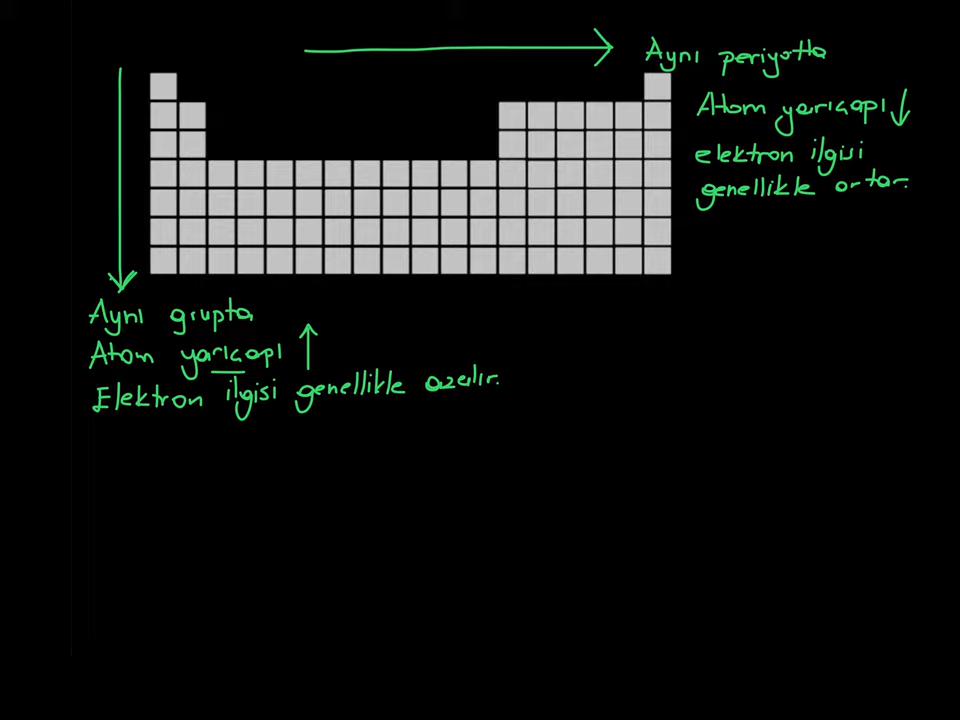 Aynı periyotta
Atom yarıçapı ↓
elektron ilgisi
genellikle artar.
Aynı grupta
Atom yarıçapı ↑
Elektron ilgisi genellikle azalır.